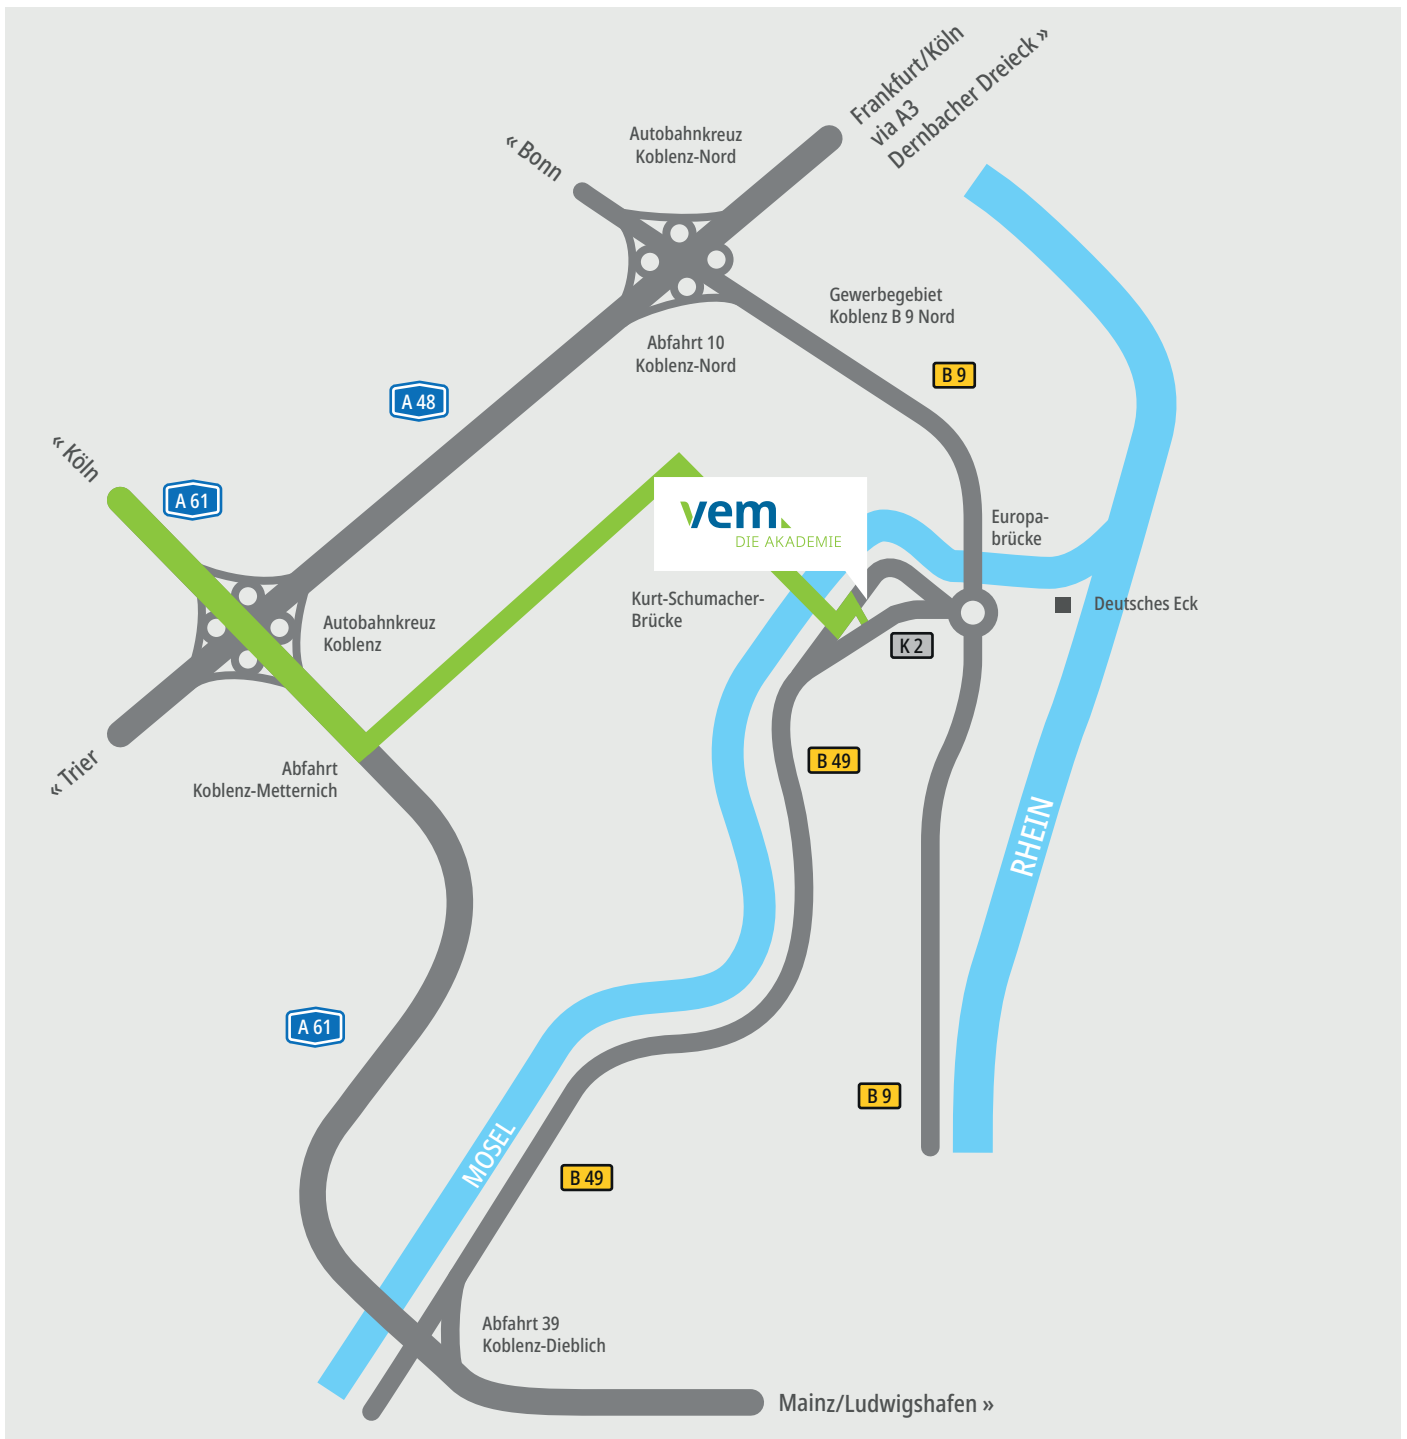 Frankfurt/Köln
via A3
Dernbacher Dreieck »
Autobahnkreuz
Koblenz-Nord
« Bonn
Gewerbegebiet
Koblenz B 9 Nord
Abfahrt 10
Koblenz-Nord
B 9
A 48
« Köln
A 61
vem.
DIE AKADEMIE
Europa-
brücke
Kurt-Schumacher-
Brücke
Deutsches Eck
Autobahnkreuz
Koblenz
K 2
« Trier
B 49
Abfahrt
Koblenz-Metternich
RHEIN
A 61
B 9
MOSEL
B 49
Abfahrt 39
Koblenz-Dieblich
Mainz/Ludwigshafen »